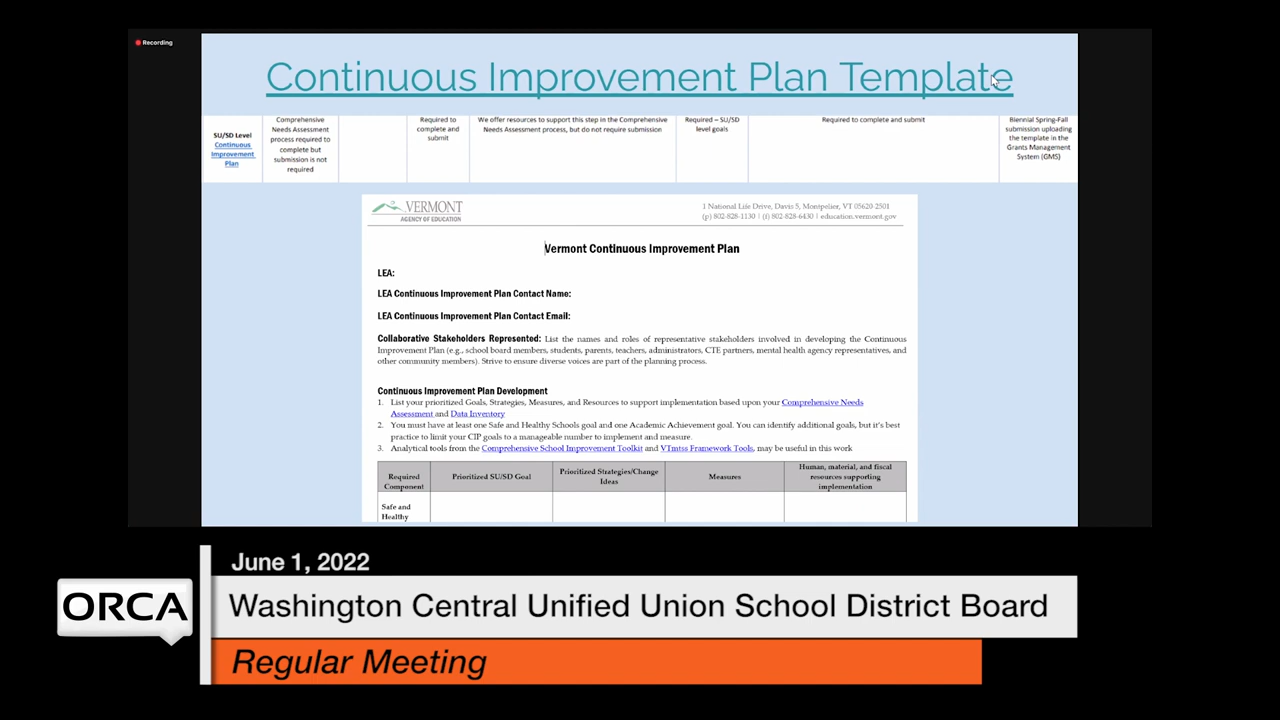 Recording
Continuous Improvement Plan Template
SU/SD Level
Continuous
Improvement
Plan
Comprehensive
Needs Assessment
process required to
complete but
submission is not
required
Required to
complete and
submit
We offer resources to support this step in the Comprehensive
Needs Assessment process, but do not require submission
Required – SU/SD
level goals
Required to complete and submit
Biennial Spring-Fall
submission uploading
the template in the
Grants Management
System (GMS)
VERMONT
AGENCY OF EDUCATION
1 National Life Drive, Davis 5, Montpelier, VT 05620-2501
(p) 802-828-1130 | (f) 802-828-6430 | education.vermont.gov
Vermont Continuous Improvement Plan
LEA:
LEA Continuous Improvement Plan Contact Name:
LEA Continuous Improvement Plan Contact Email:
Collaborative Stakeholders Represented: List the names and roles of representative stakeholders involved in developing the Continuous
Improvement Plan (e.g., school board members, students, parents, teachers, administrators, CTE partners, mental health agency representatives, and
other community members). Strive to ensure diverse voices are part of the planning process.
Continuous Improvement Plan Development
1. List your prioritized Goals, Strategies, Measures, and Resources to support implementation based upon your Comprehensive Needs
Assessment and Data Inventory
2. You must have at least one Safe and Healthy Schools goal and one Academic Achievement goal. You can identify additional goals, but it's best
practice to limit your CIP goals to a manageable number to implement and measure.
3. Analytical tools from the Comprehensive School Improvement Toolkit and VTmtss Framework Tools, may be useful in this work
Required
Component
Prioritized SU/SD Goal
Prioritized Strategies/Change
Ideas
Measures
Human, material, and fiscal
resources supporting
implementation
Safe and
Healthy
June 1, 2022
ORCA
Washington Central Unified Union School District Board
Regular Meeting